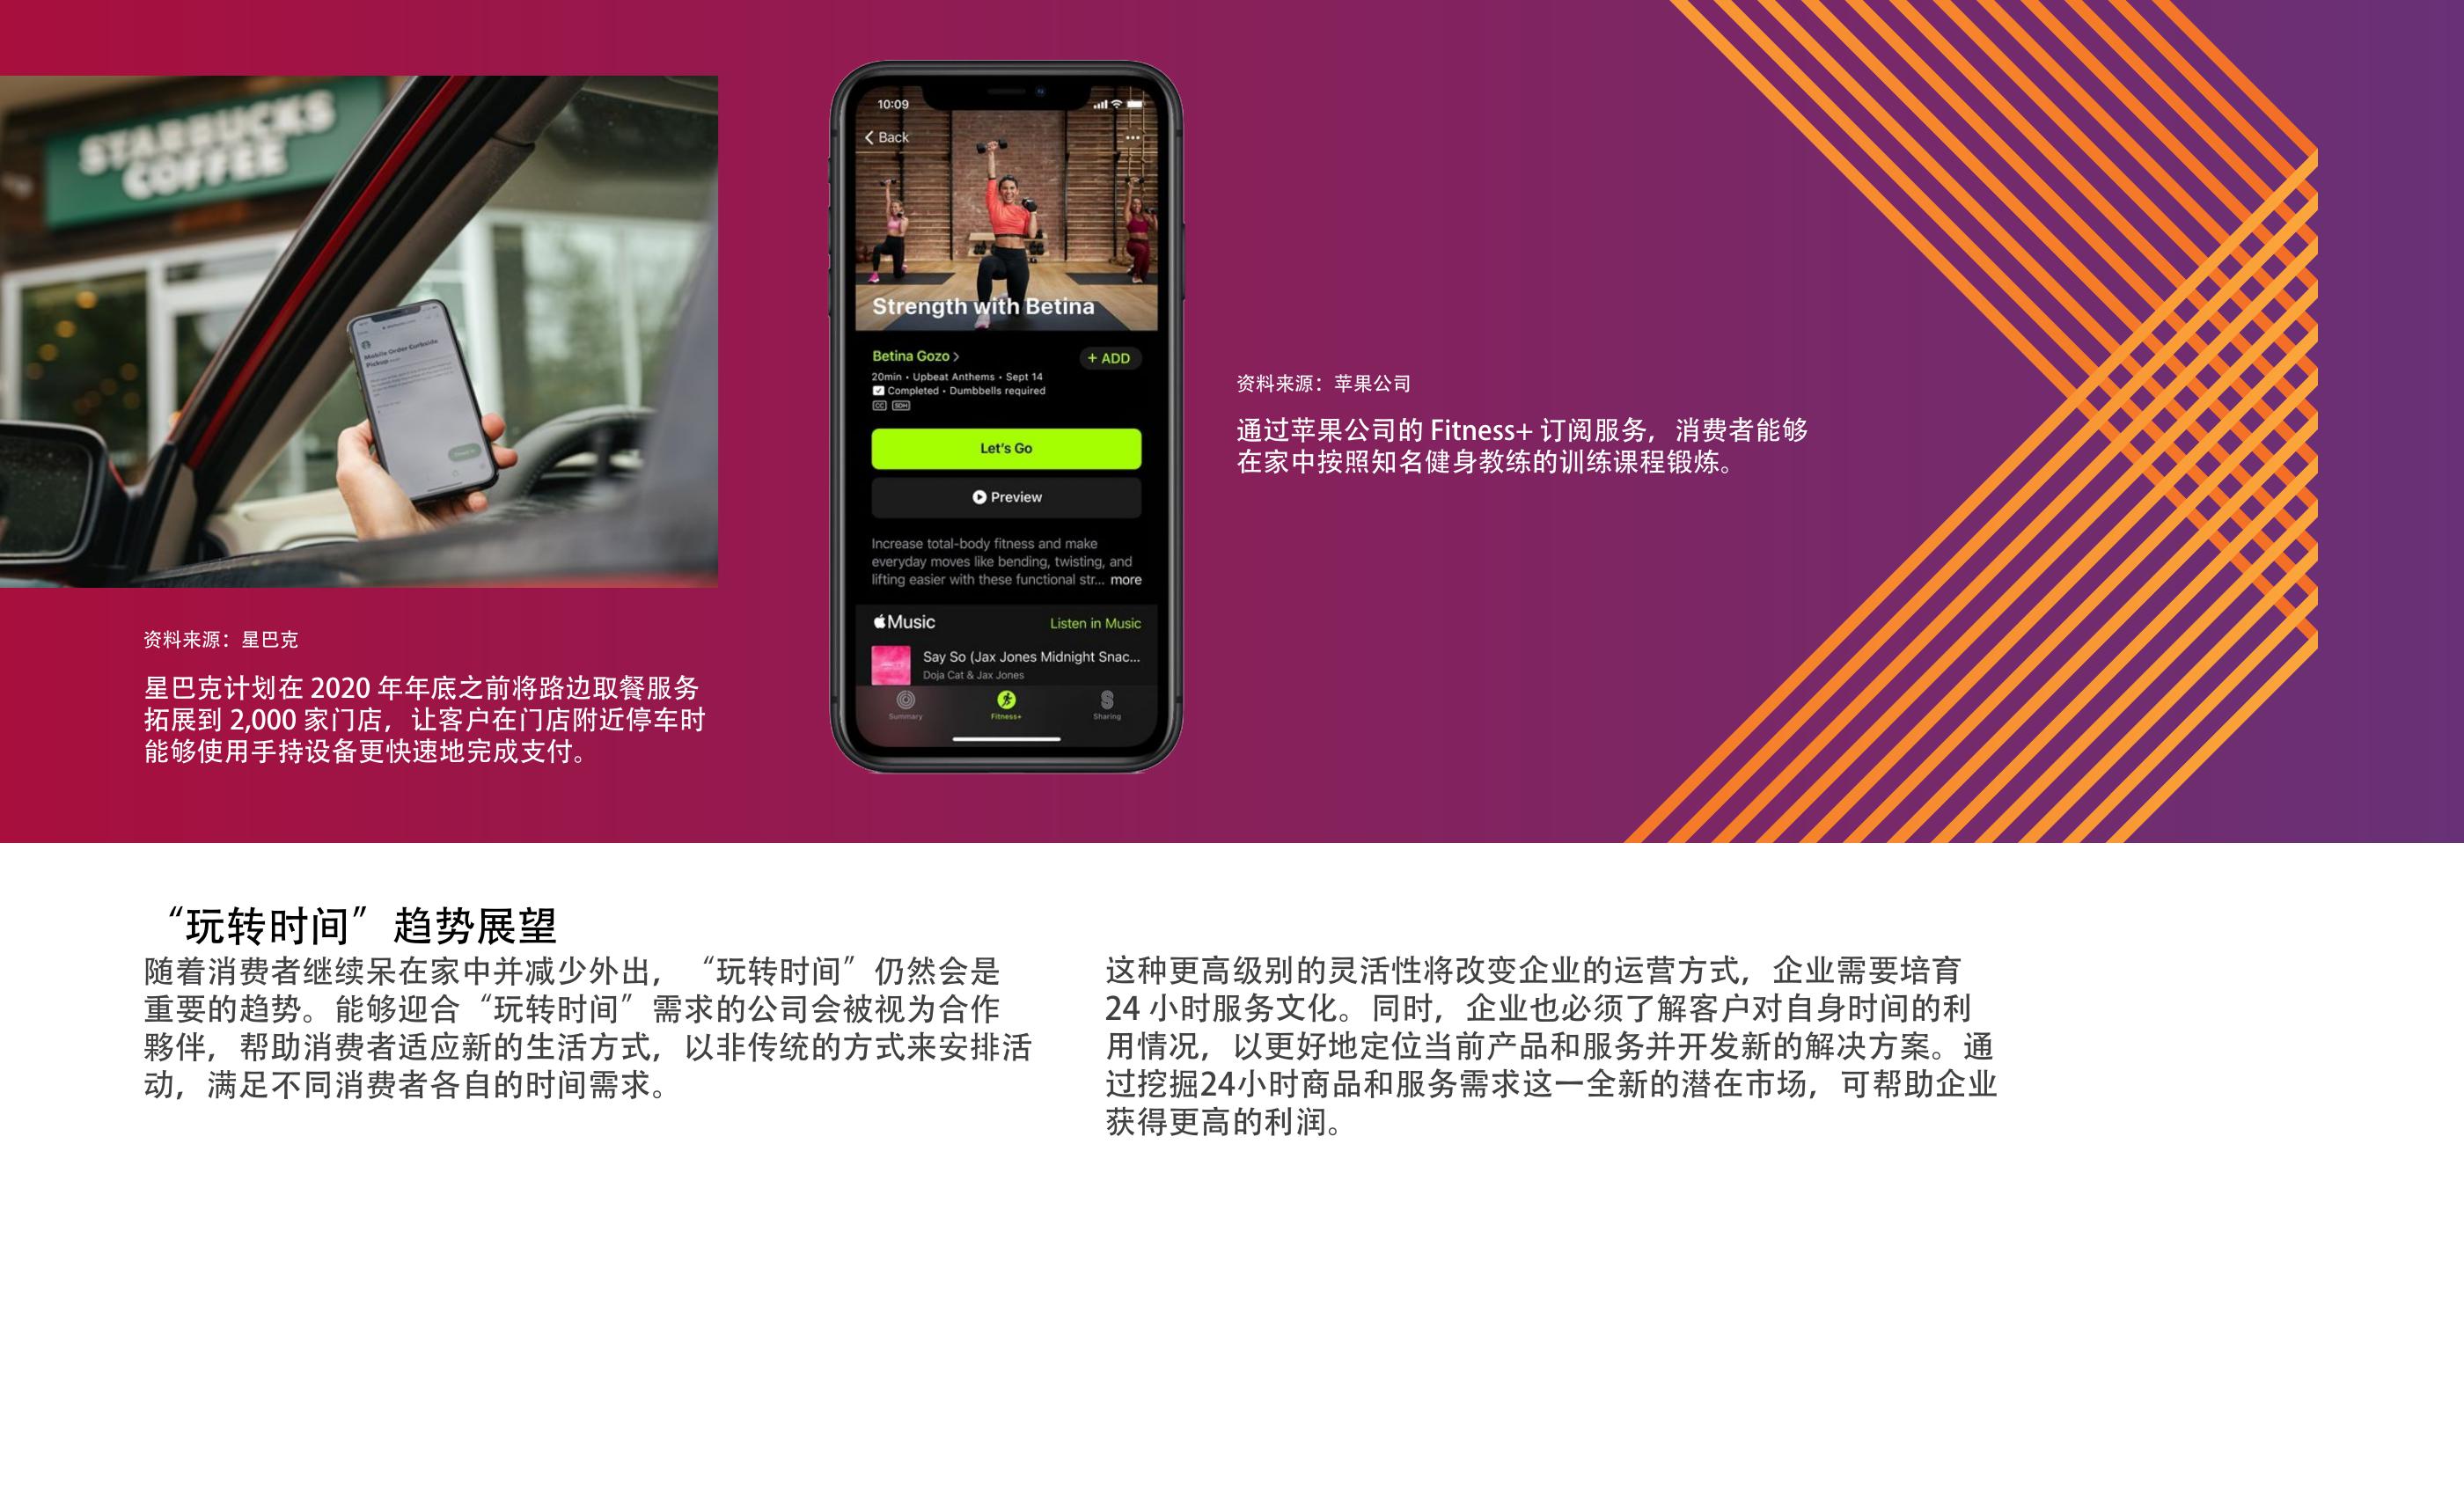 STARBUCKS
COFFEE
Mobile Order Curbside
Pickup
资料来源：星巴克
星巴克计划在 2020 年年底之前将路边取餐服务
拓展到 2,000 家门店，让客户在门店附近停车时
能够使用手持设备更快速地完成支付。
10:09
Back
Strength with Betina
Betina Gozo >
+ ADD
20min • Upbeat Anthems • Sept 14
Completed • Dumbbells required
CC SDH
Let's Go
Preview
Increase total-body fitness and make
everyday moves like bending, twisting, and
lifting easier with these functional str... more
Music
Listen in Music
Say So (Jax Jones Midnight Snac...
Doja Cat & Jax Jones
Summary
Fitness+
Sharing
资料来源：苹果公司
通过苹果公司的 Fitness+ 订阅服务，消费者能够
在家中按照知名健身教练的训练课程锻炼。
“玩转时间”趋势展望
随着消费者继续呆在家中并减少外出，“玩转时间”仍然会是
重要的趋势。能够迎合“玩转时间”需求的公司会被视为合作
夥伴，帮助消费者适应新的生活方式，以非传统的方式来安排活
动，满足不同消费者各自的时间需求。
这种更高级别的灵活性将改变企业的运营方式，企业需要培育
24 小时服务文化。同时，企业也必须了解客户对自身时间的利
用情况，以更好地定位当前产品和服务并开发新的解决方案。通
过挖掘24小时商品和服务需求这一全新的潜在市场，可帮助企业
获得更高的利润。